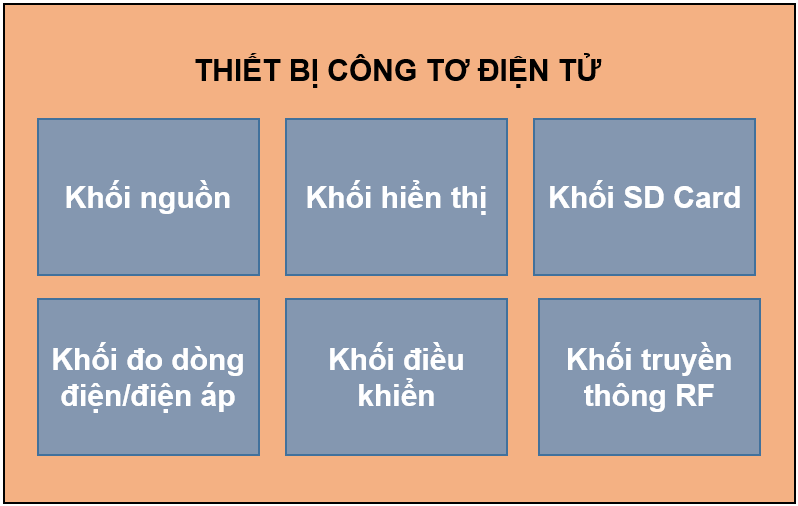 THIẾT BỊ CÔNG TƠ ĐIỆN TỬ
Khối nguồn
Khối hiển thị
Khối SD Card
Khối đo dòng
điện/điện áp
Khối điều
khiển
Khối truyền
thông RF